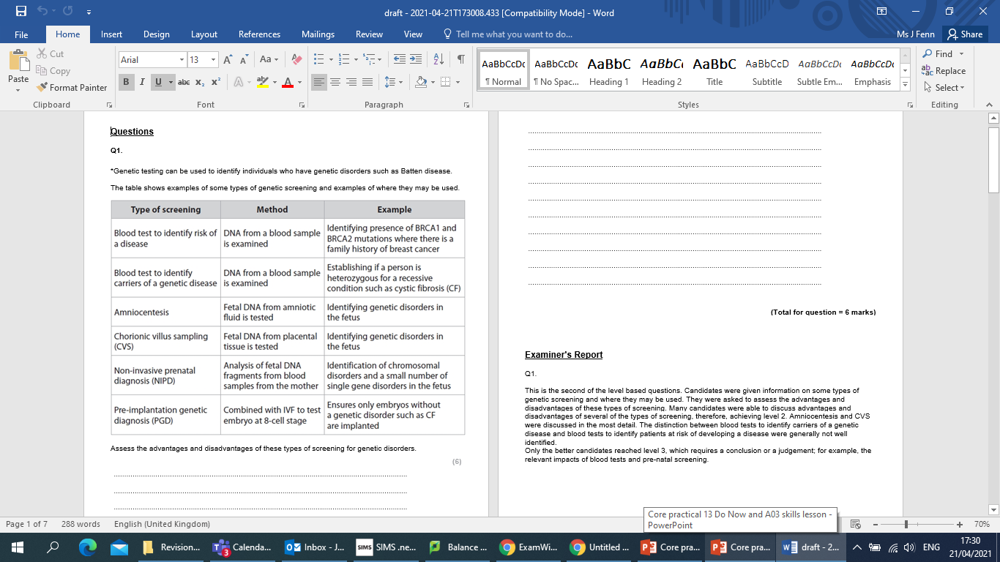 draft - 2021-04-21T173008.433 [Compatibility Mode] - Word
File Home Insert Design Layout References Mailings Review View Tell me what you want to do... Ms J Fenn Share
Paste
Cut
Copy
Format Painter
Clipboard
Arial 13
Font
Paragraph
AaBbCcDc AaBbCcDc AaBbC AaBbC AaBbC AaBbCcD AaBbCcDc AaBbCcDc
¶ Normal ¶ No Spac... Heading 1 Heading 2 Title Subtitle Subtle Em... Emphasis
Styles
Find
Replace
Select
Editing
Questions
Q1.
*Genetic testing can be used to identify individuals who have genetic disorders such as Batten disease.
The table shows examples of some types of genetic screening and examples of where they may be used.
Type of screening Method Example
Blood test to identify risk of
a disease
DNA from a blood sample
is examined
Identifying presence of BRCA1 and
BRCA2 mutations where there is a
family history of breast cancer
Blood test to identify
carriers of a genetic disease
DNA from a blood sample
is examined
Establishing if a person is
heterozygous for a recessive
condition such as cystic fibrosis (CF)
Amniocentesis
Fetal DNA from amniotic
fluid is tested
Identifying genetic disorders in
the fetus
Chorionic villus sampling
(CVS)
Fetal DNA from placental
tissue is tested
Identifying genetic disorders in
the fetus
Non-invasive prenatal
diagnosis (NIPD)
Analysis of fetal DNA
fragments from blood
samples from the mother
Identification of chromosomal
disorders and a small number of
single gene disorders in the fetus
Pre-implantation genetic
diagnosis (PGD)
Combined with IVF to test
embryo at 8-cell stage
Ensures only embryos without
a genetic disorder such as CF
are implanted
Assess the advantages and disadvantages of these types of screening for genetic disorders.
(6)
(Total for question = 6 marks)
Examiner's Report
Q1.
This is the second of the level based questions. Candidates were given information on some types of
genetic screening and where they may be used. They were asked to assess the advantages and
disadvantages of these types of screening. Many candidates were able to discuss advantages and
disadvantages of several of the types of screening, therefore, achieving level 2. Amniocentesis and CVS
were discussed in the most detail. The distinction between blood tests to identify carriers of a genetic
disease and blood tests to identify patients at risk of developing a disease were generally not well
identified.
Only the better candidates reached level 3, which requires a conclusion or a judgement; for example, the
relevant impacts of blood tests and pre-natal screening.
Core practical 13 Do Now and A03 skills lesson -
PowerPoint
Page 1 of 7 288 words English (United Kingdom) 70%
Revision... Calenda... 3 Inbox - J... SIMS SIMS .ne... Balance ... ExamWi... Untitled ... Core pra... Core pra... draft - 2... ENG
17:30
21/04/2021